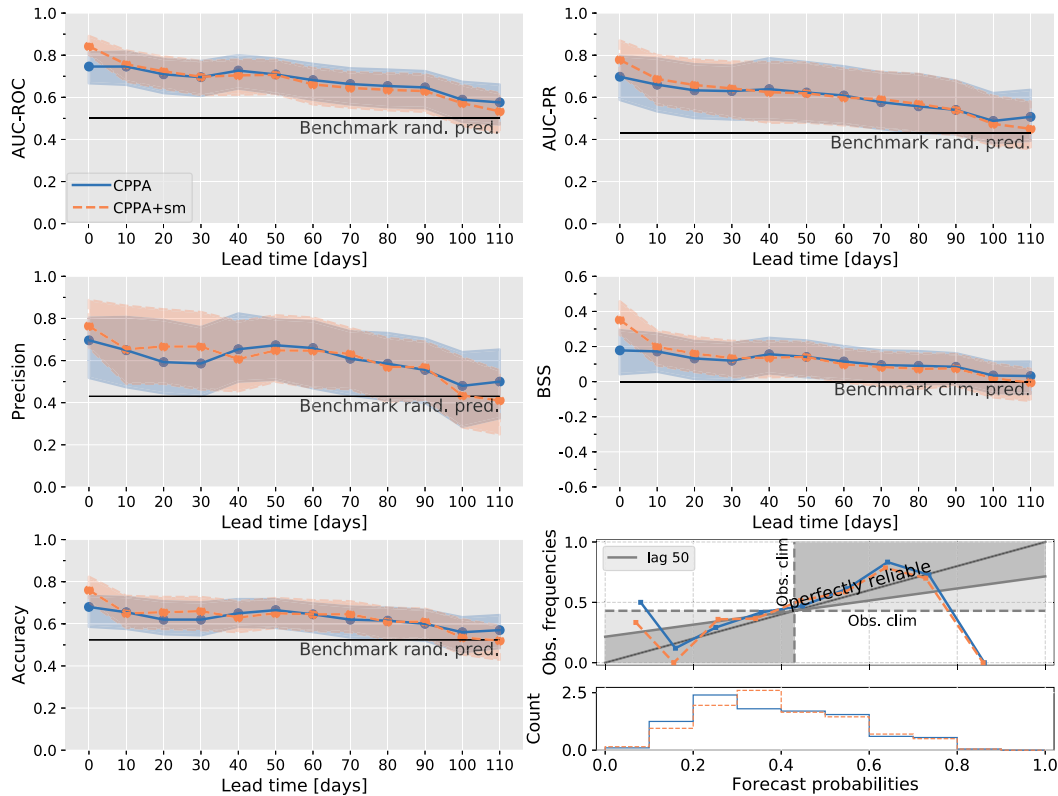 1.0
0.8
0.6
0.4
0.2
0.0
AUC-ROC
Benchmark rand. pred.
CPPA
CPPA+sm
0 10 20 30 40 50 60 70 80 90 100 110
Lead time [days]
1.0
0.8
0.6
0.4
0.2
0.0
AUC-PR
Benchmark rand. pred.
0 10 20 30 40 50 60 70 80 90 100 110
Lead time [days]
1.0
0.8
0.6
0.4
0.2
0.0
Precision
Benchmark rand. pred.
0 10 20 30 40 50 60 70 80 90 100 110
Lead time [days]
0.6
0.4
0.2
0
-0.2
-0.4
-0.6
BSS
Benchmark clim. pred.
0 10 20 30 40 50 60 70 80 90 100 110
Lead time [days]
1.0
0.8
0.6
0.4
0.2
0.0
Accuracy
Benchmark rand. pred.
0 10 20 30 40 50 60 70 80 90 100 110
Lead time [days]
1.0
0.5
0.0
Obs. frequencies
lag 50
Obs. clim
perfectly reliable
Obs. clim
2.5
0.0
Count
0.0 0.2 0.4 0.6 0.8 1.0
Forecast probabilities